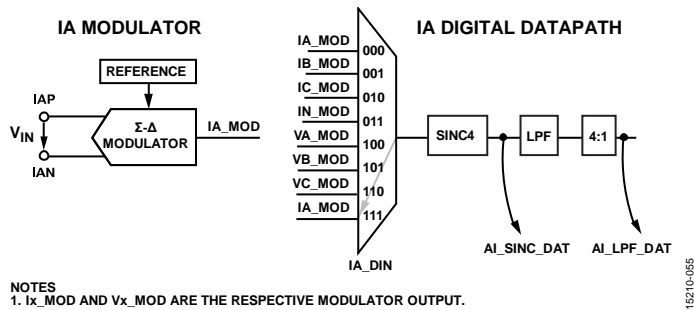 IA MODULATOR
REFERENCE
IAP
VIN
IAN
Σ-Δ
MODULATOR
IA_MOD
IA DIGITAL DATAPATH
IA_MOD 000
IB_MOD 001
IC_MOD 010
IN_MOD 011
VA_MOD 100
VB_MOD 101
VC_MOD 110
IA_MOD 111
IA_DIN
SINC4
LPF
4:1
AI_SINC_DAT
AI_LPF_DAT
NOTES
1. Ix_MOD AND Vx_MOD ARE THE RESPECTIVE MODULATOR OUTPUT.
15210-055